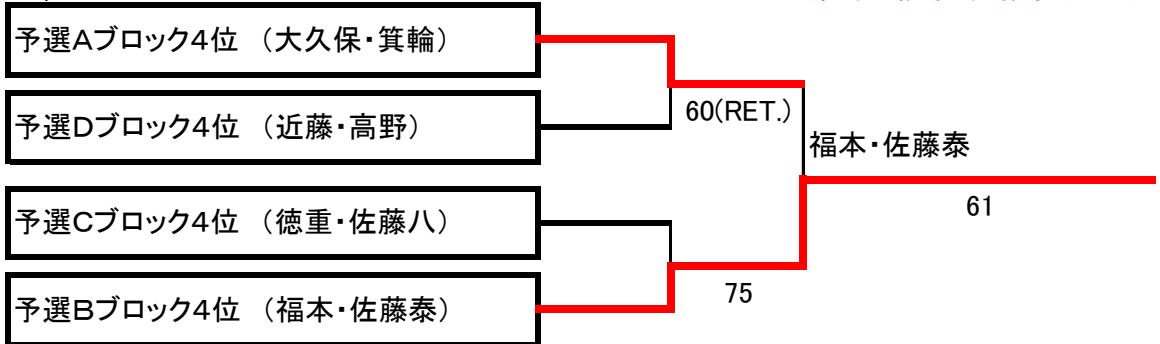 予選Aブロック4位 （大久保・箕輪）
60(RET.)
予選Dブロック4位 （近藤・高野）
福本・佐藤泰
61
予選Cブロック4位 （徳重・佐藤八）
75
予選Bブロック4位 （福本・佐藤泰）